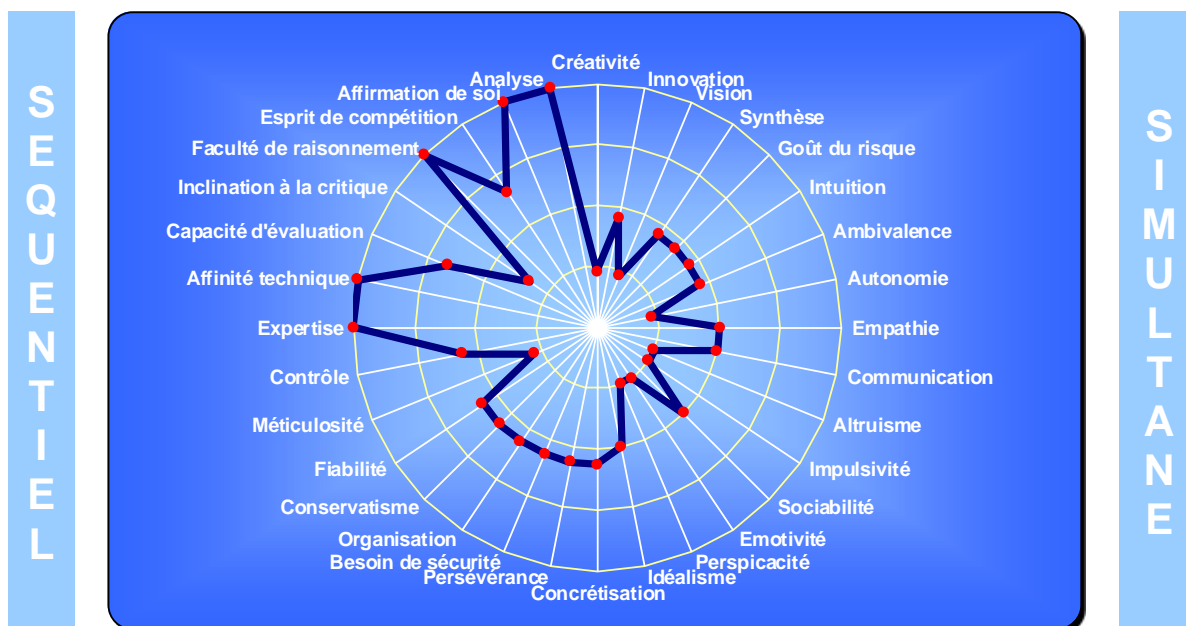 SEQUENTIEL
Créativité
Analyse
Innovation
Affirmation de soi
Vision
Esprit de compétition
Synthèse
Faculté de raisonnement
Goût du risque
Inclination à la critique
Intuition
Capacité d'évaluation
Ambivalence
Affinité technique
Autonomie
Expertise
Empathie
Contrôle
Communication
Méticulosité
Altruisme
Fiabilité
Impulsivité
Conservatisme
Sociabilité
Organisation
Emotivité
Besoin de sécurité
Perspicacité
Persévérance
Idéalisme
Concrétisation
SIMULTANE